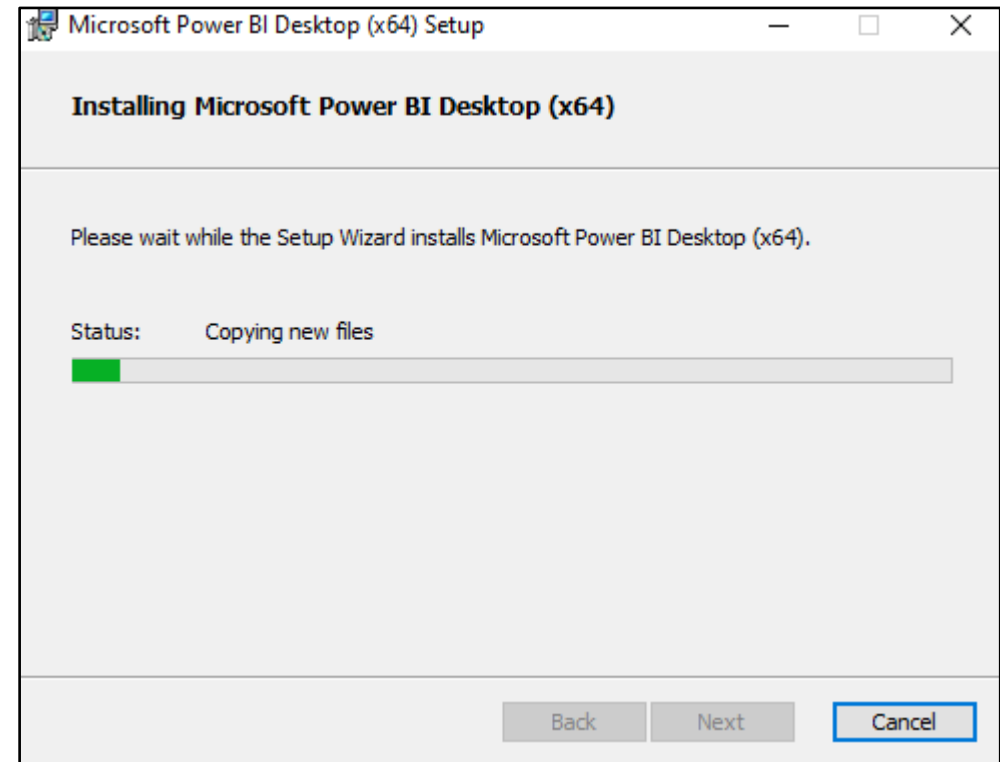 Microsoft Power BI Desktop (x64) Setup
Installing Microsoft Power BI Desktop (x64)
Please wait while the Setup Wizard installs Microsoft Power BI Desktop (x64).
Status: Copying new files
Back Next Cancel